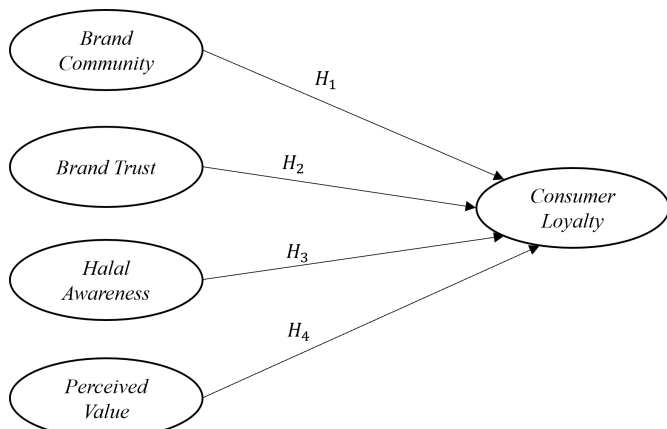 Brand
Community
H₁
Brand Trust
H₂
Consumer
Loyalty
Halal
Awareness
H₃
Perceived
Value
H₄